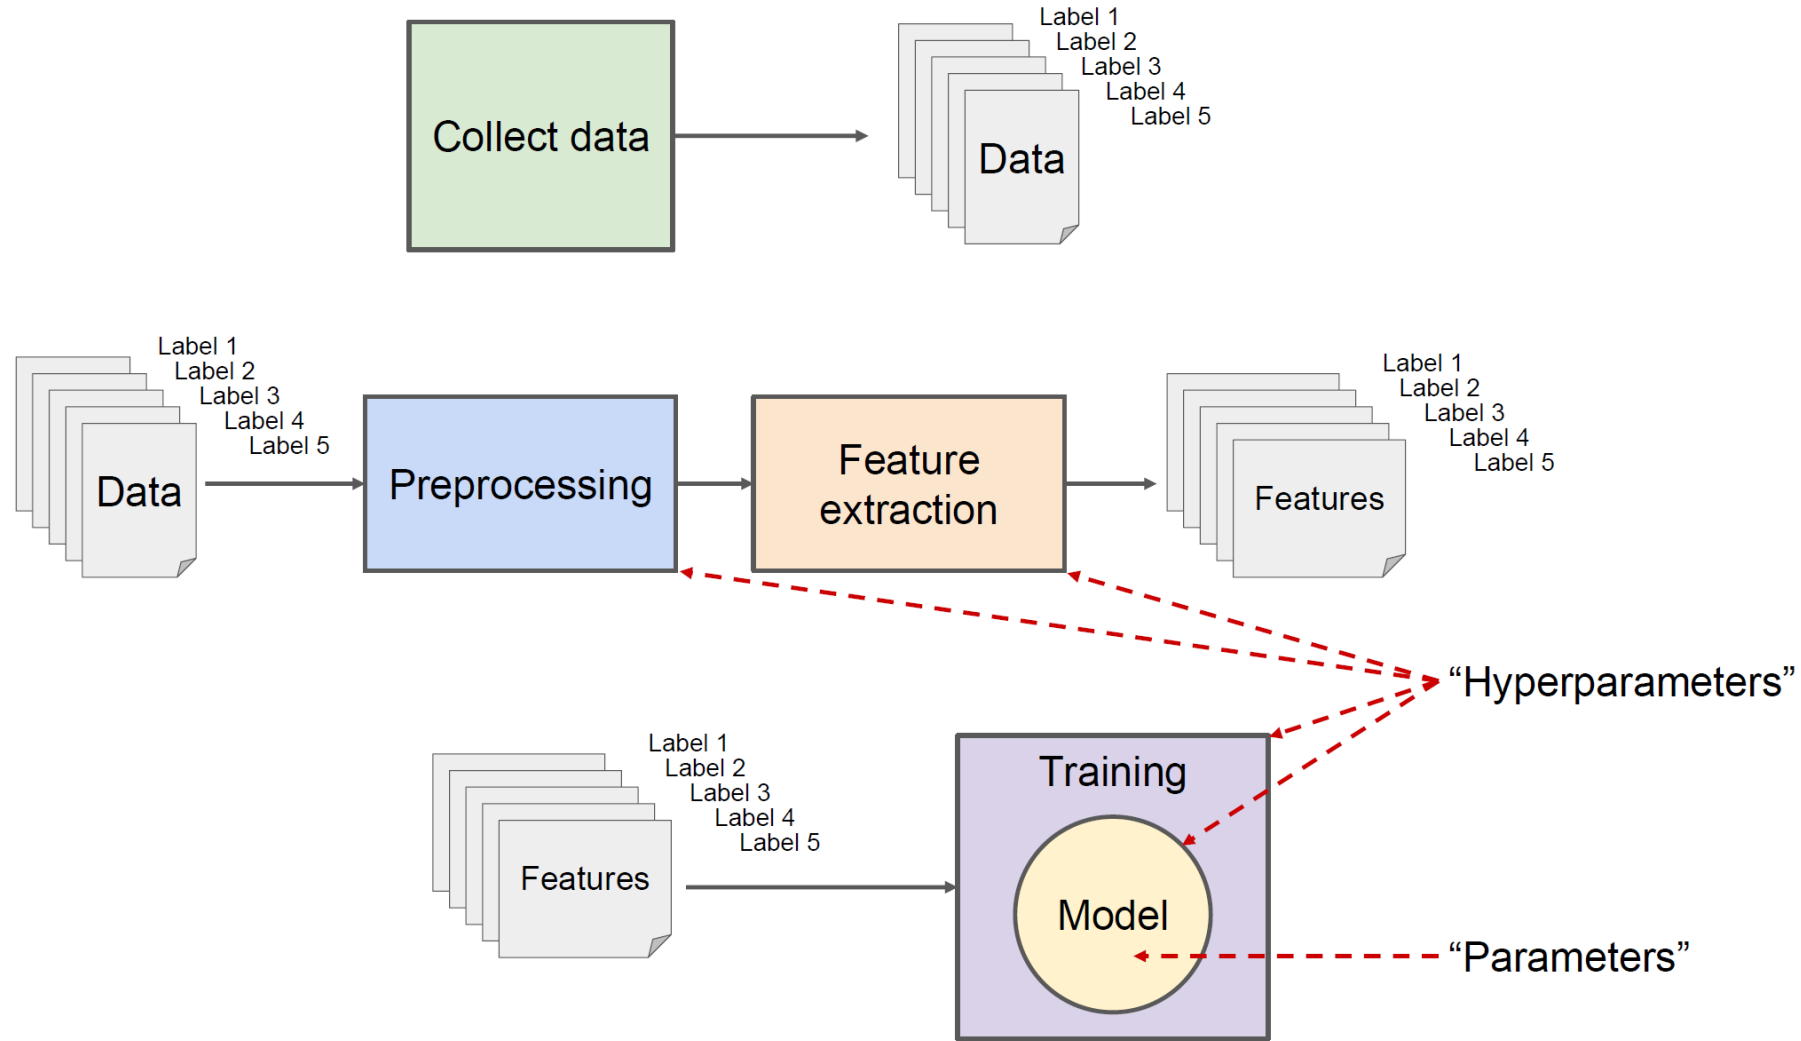 Collect data
Label 1
Label 2
Label 3
Label 4
Label 5
Data
Label 1
Label 2
Label 3
Label 4
Label 5
Data
Preprocessing
Feature
extraction
Label 1
Label 2
Label 3
Label 4
Label 5
Features
“Hyperparameters”
Label 1
Label 2
Label 3
Label 4
Label 5
Features
Training
Model
“Parameters”